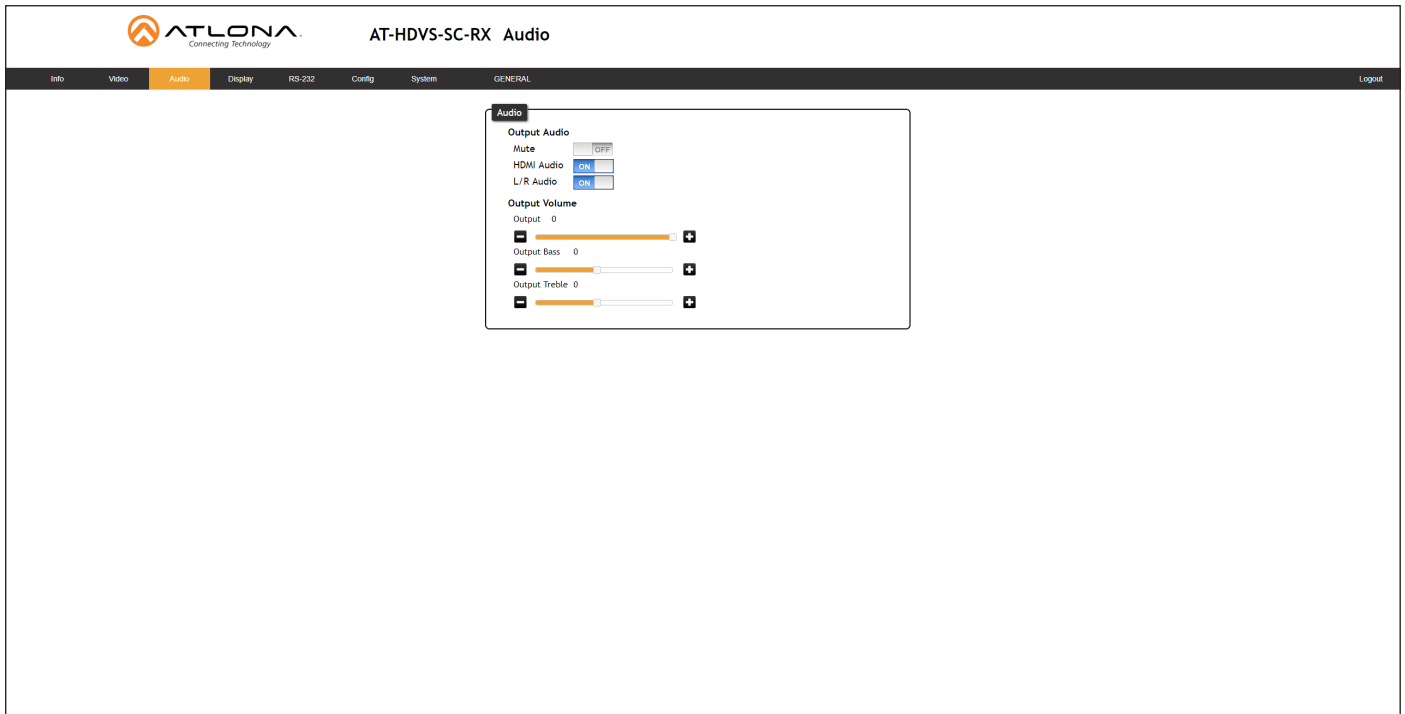 ATLONA.
Connecting Technology
AT-HDVS-SC-RX Audio
Info Video Audio Display RS-232 Config System GENERAL Logout
Audio
Output Audio
Mute OFF
HDMI Audio ON
L/R Audio ON
Output Volume
Output 0
Output Bass 0
Output Treble 0